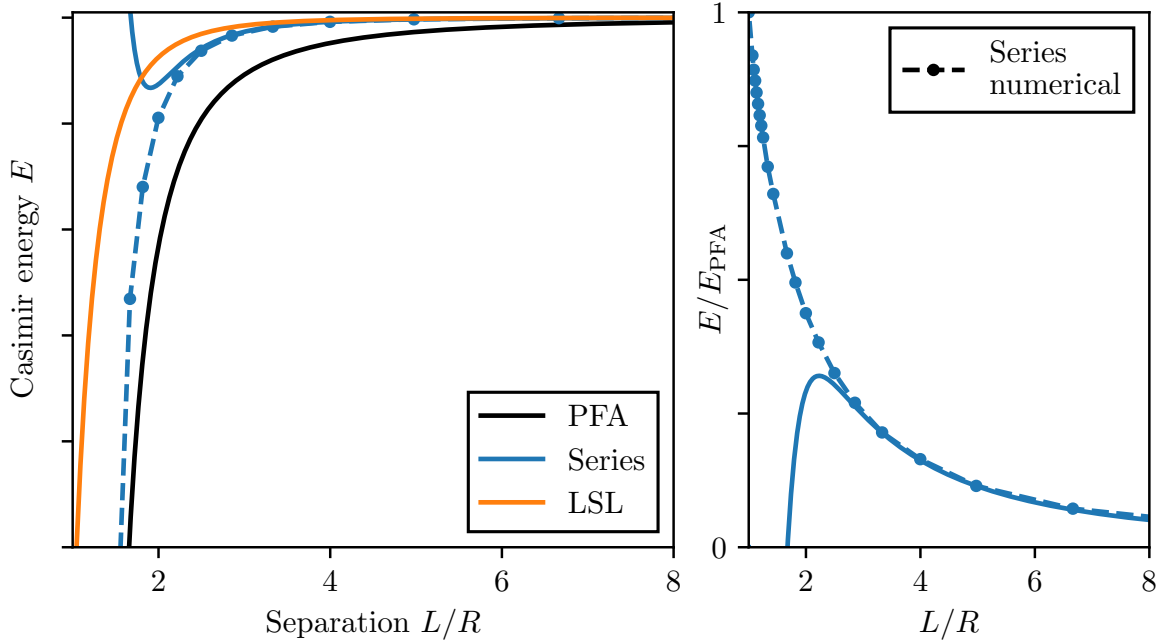 Casimir energy E
2
4
6
8
Separation L/R
PFA
Series
LSL
1
0
E/E_PFA
2
4
6
8
L/R
Series
numerical